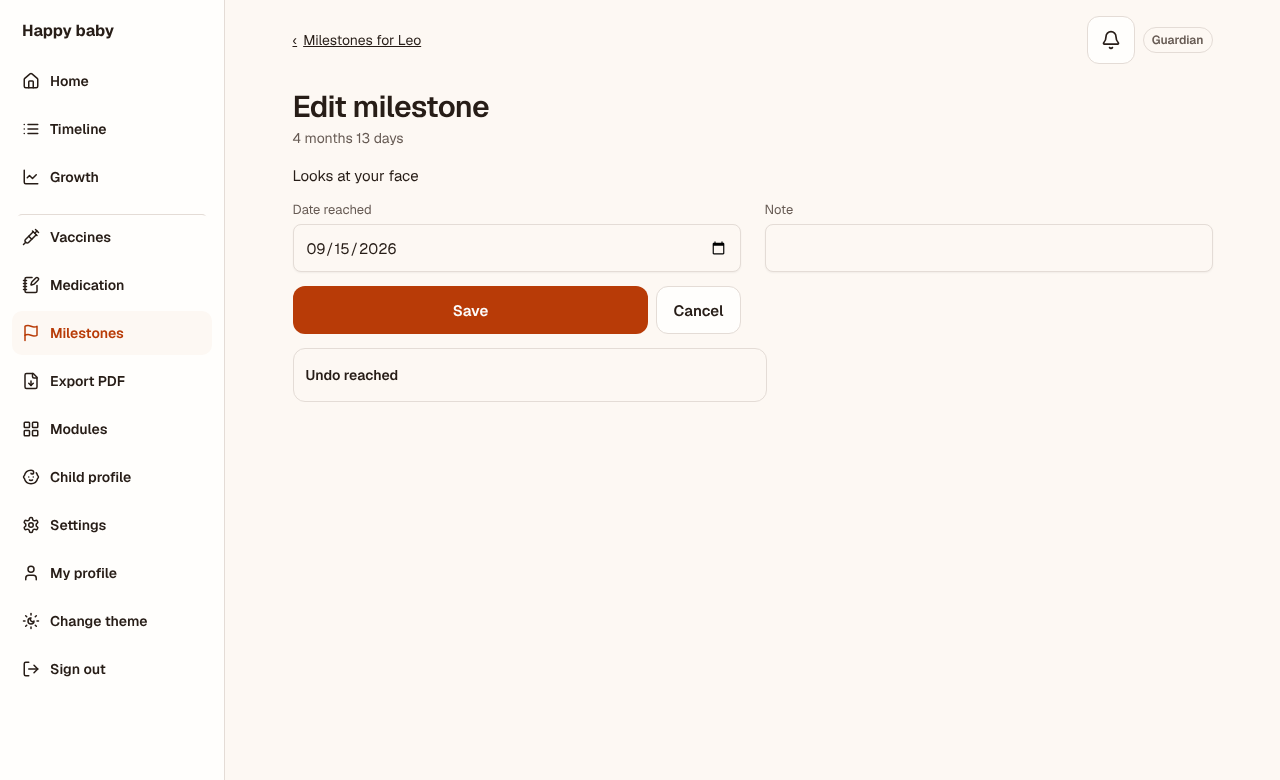 Happy baby
Home
Timeline
Growth
Vaccines
Medication
Milestones
Export PDF
Modules
Child profile
Settings
My profile
Change theme
Sign out
‹ Milestones for Leo
Guardian
Edit milestone
4 months 13 days
Looks at your face
Date reached
Note
09/15/2026
Save
Cancel
Undo reached